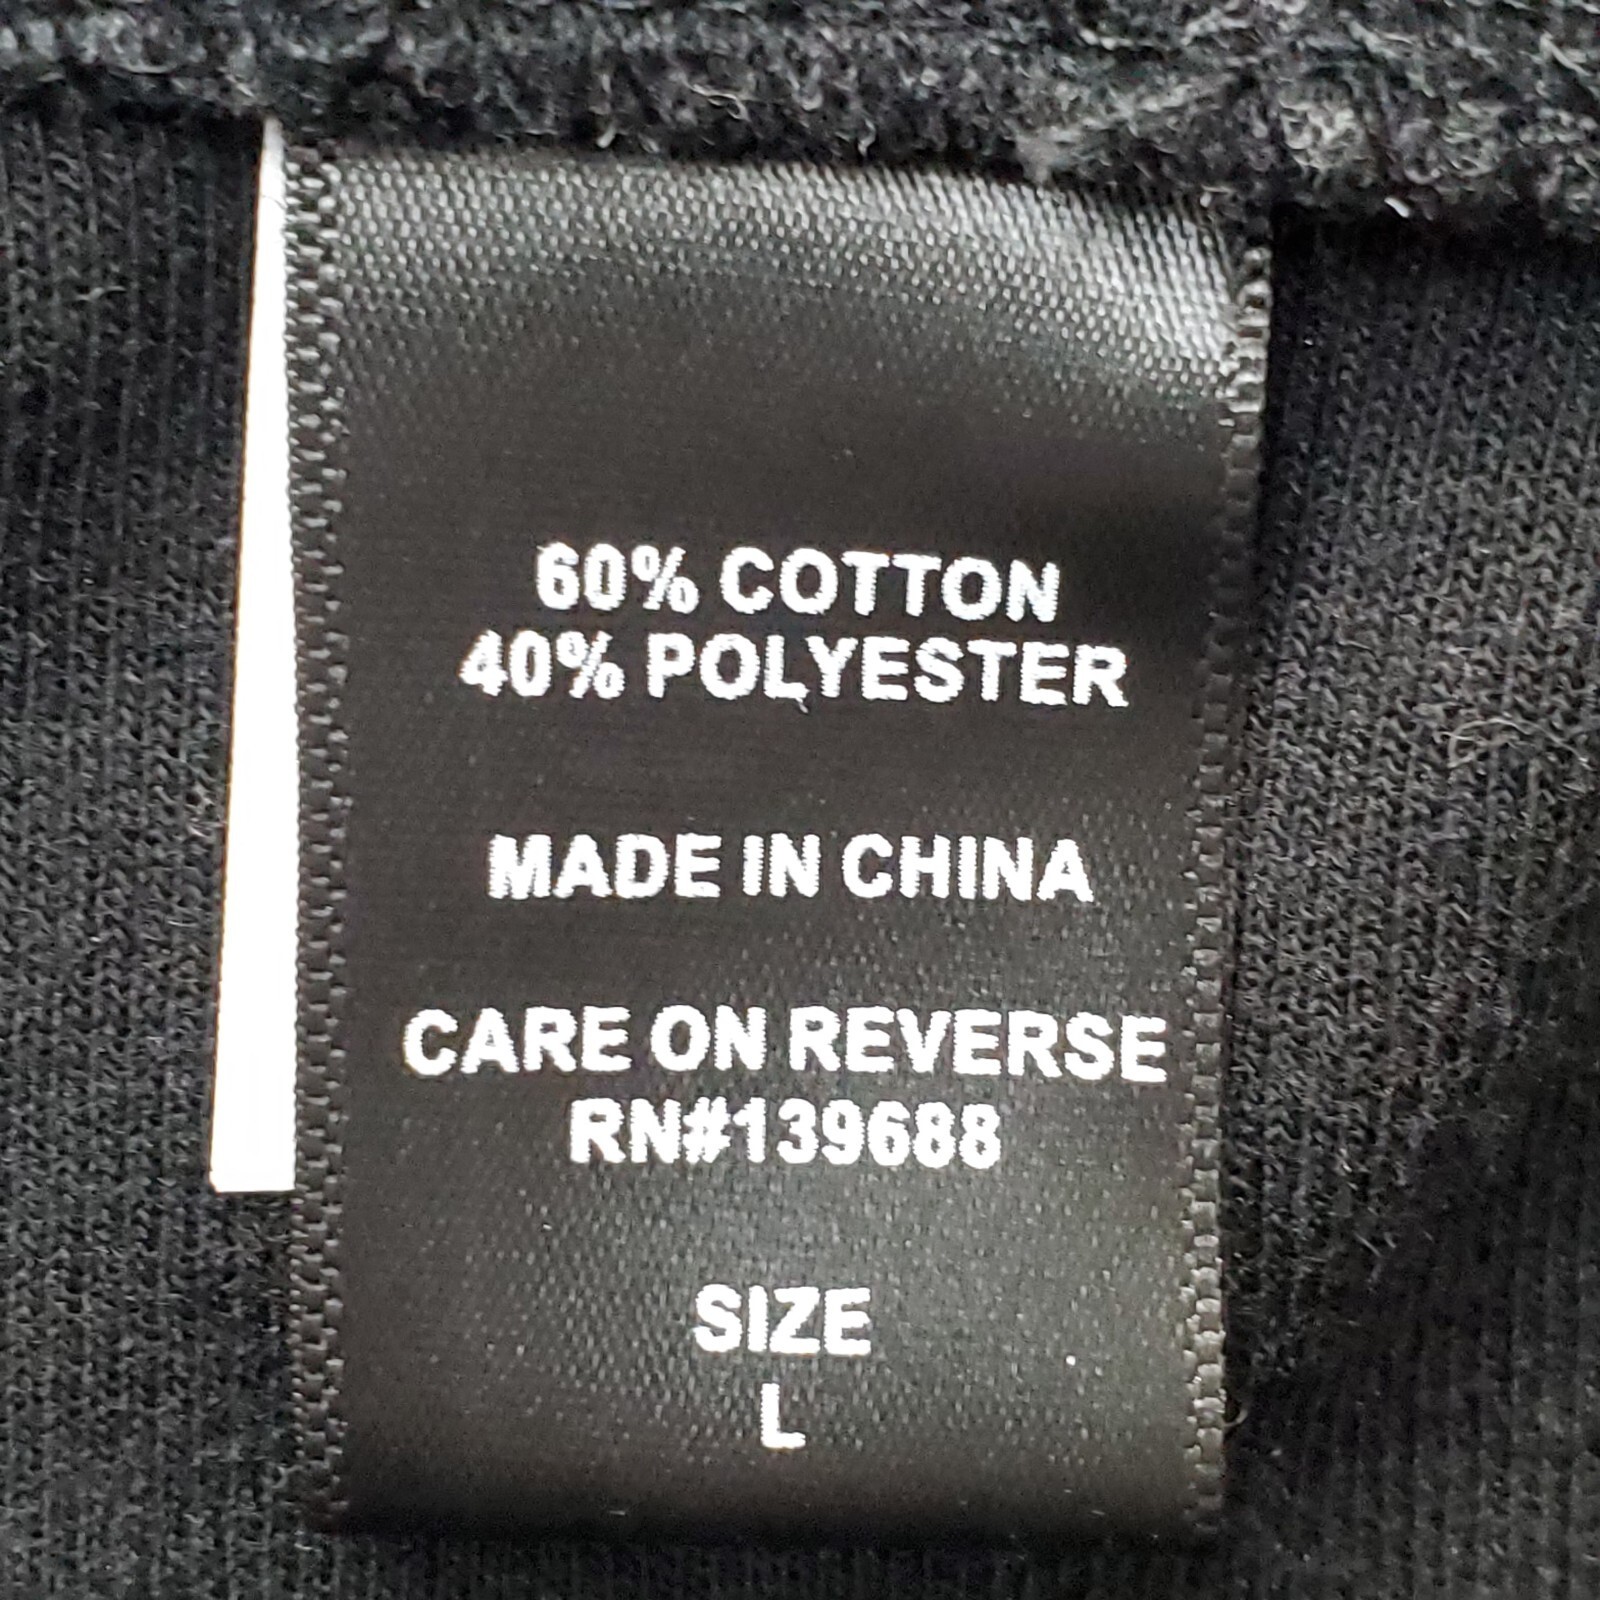 60% COTTON
40% POLYESTER
MADE IN CHINA
CARE ON REVERSE
RN#139688
SIZE
L